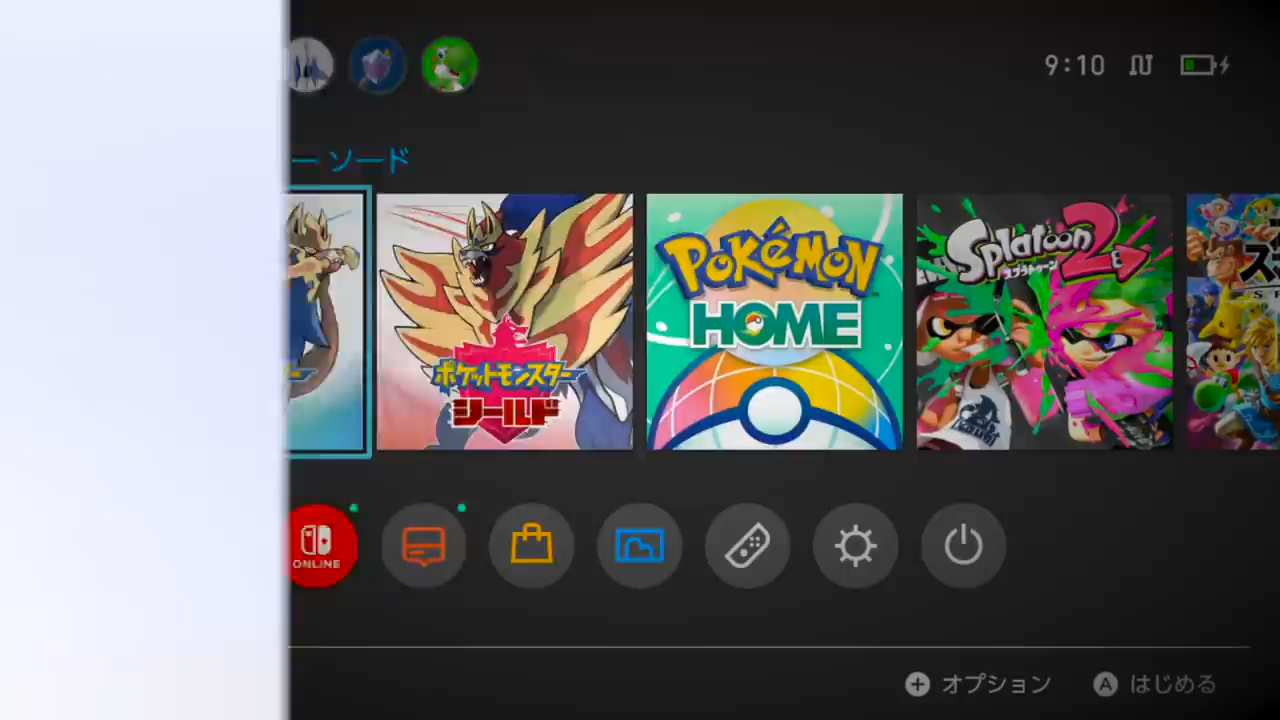 9:10
ー ソード
ポケットモンスター
シールド
POKÉMON
HOME
Splatoon 2
スプラトゥーン
ONLINE
オプション
A はじめる